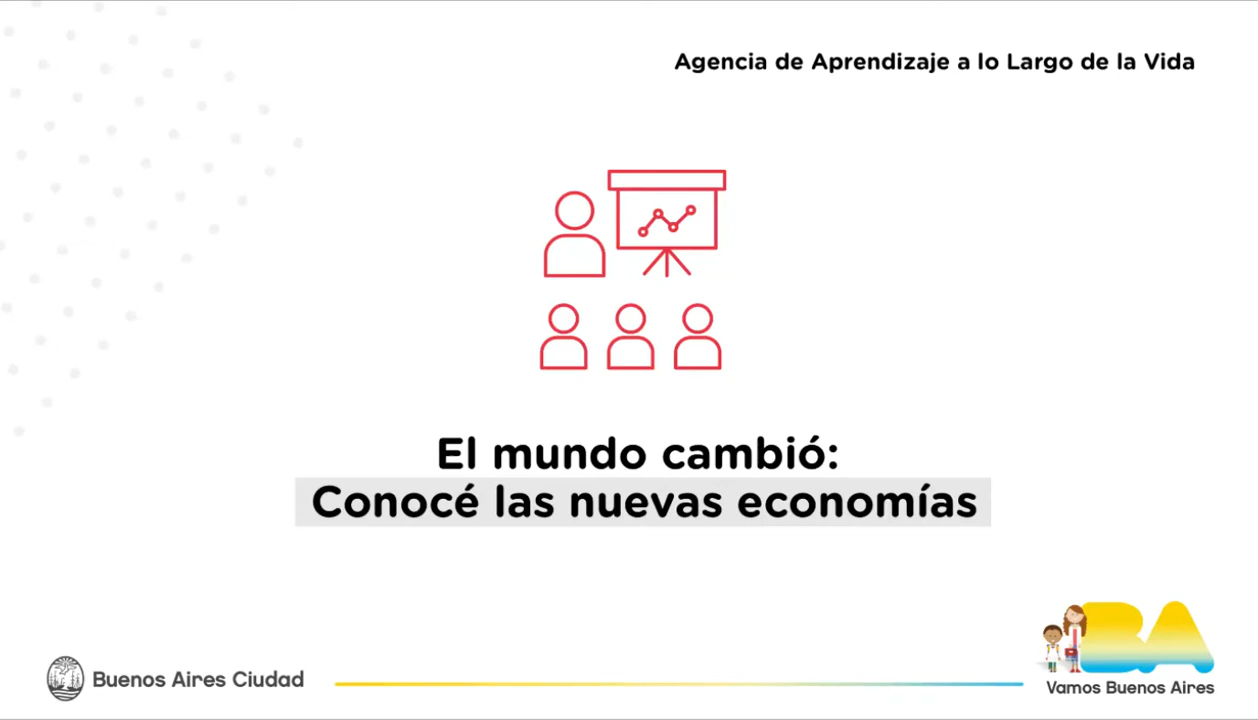 Agencia de Aprendizaje a lo Largo de la Vida
El mundo cambió:
Conocé las nuevas economías
Buenos Aires Ciudad
BA
Vamos Buenos Aires